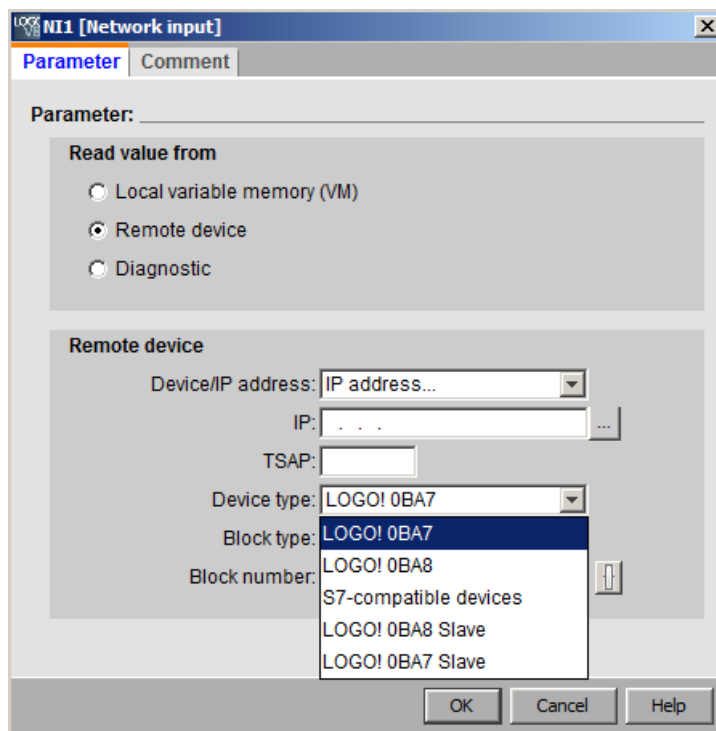 NI1 [Network input]
Parameter Comment
Parameter:
Read value from
Local variable memory (VM)
Remote device
Diagnostic
Remote device
Device/IP address: IP address...
IP: . . . ...
TSAP:
Device type: LOGO! 0BA7
Block type: LOGO! 0BA7
LOGO! 0BA8
Block number:
S7-compatible devices
LOGO! 0BA8 Slave
LOGO! 0BA7 Slave
OK Cancel Help